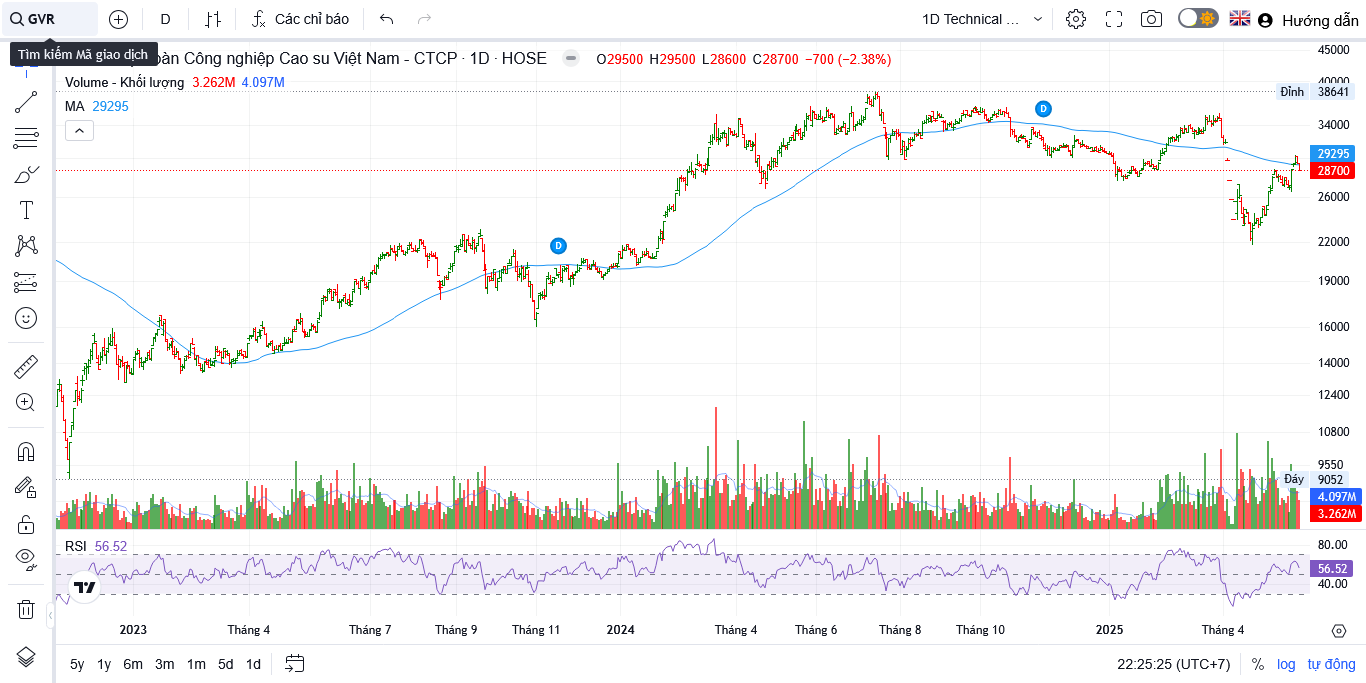 GVR
D
Các chỉ báo
1D Technical ...
Hướng dẫn
Tìm kiếm Mã giao dịch
oàn Công nghiệp Cao su Việt Nam - CTCP · 1D · HOSE
O29500 H29500 L28600 C28700 −700 (−2.38%)
Volume - Khối lượng 3.262M 4.097M
MA 29295
45000
40000
Đỉnh 38641
34000
29295
28700
26000
22000
19000
16000
14000
12400
10800
9550
Đáy 9052
4.097M
3.262M
D
D
RSI 56.52
80.00
56.52
40.00
2023 Tháng 4 Tháng 7 Tháng 9 Tháng 11 2024 Tháng 4 Tháng 6 Tháng 8 Tháng 10 2025 Tháng 4
5y 1y 6m 3m 1m 5d 1d
22:25:25 (UTC+7) % log tự động